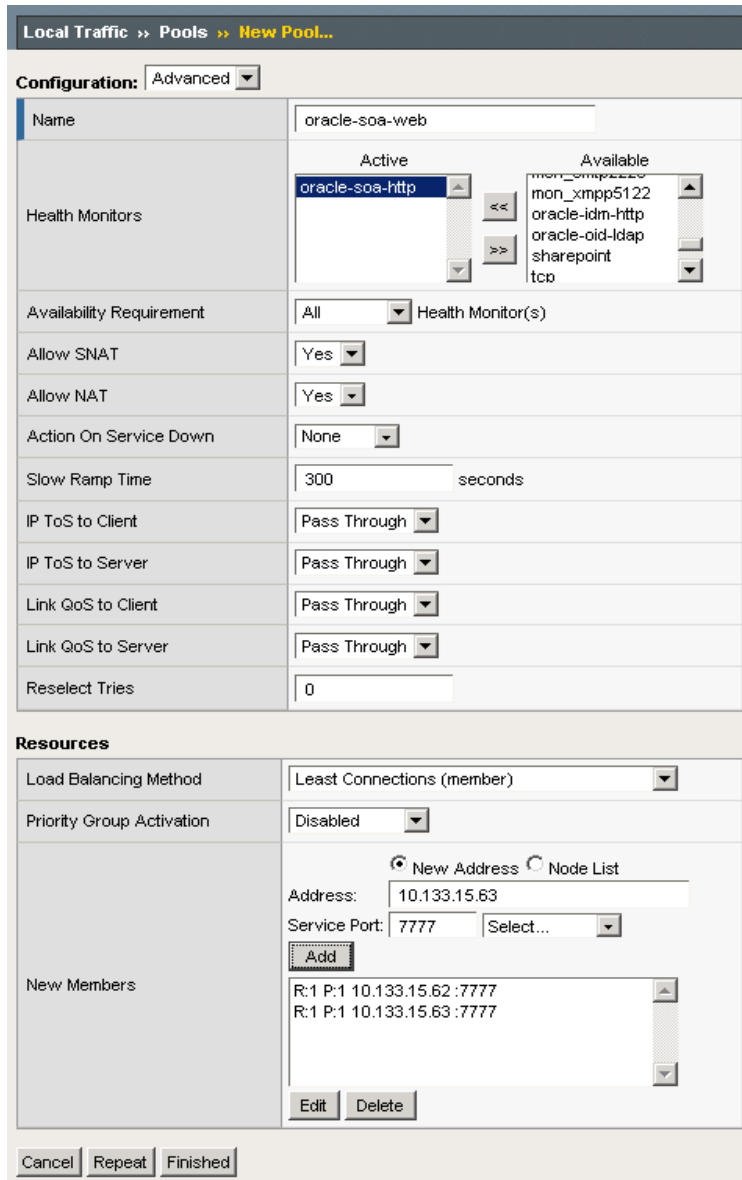 Local Traffic ›› Pools ›› New Pool...
Configuration: Advanced
Name
oracle-soa-web
Health Monitors
Active
oracle-soa-http
<<
>>
Available
mon_xmpp5122
oracle-idm-http
oracle-oid-ldap
sharepoint
tcp
Availability Requirement
All Health Monitor(s)
Allow SNAT
Yes
Allow NAT
Yes
Action On Service Down
None
Slow Ramp Time
300 seconds
IP ToS to Client
Pass Through
IP ToS to Server
Pass Through
Link QoS to Client
Pass Through
Link QoS to Server
Pass Through
Reselect Tries
0
Resources
Load Balancing Method
Least Connections (member)
Priority Group Activation
Disabled
New Members
New Address Node List
Address: 10.133.15.63
Service Port: 7777 Select...
Add
R:1 P:1 10.133.15.62 :7777
R:1 P:1 10.133.15.63 :7777
Edit Delete
Cancel Repeat Finished